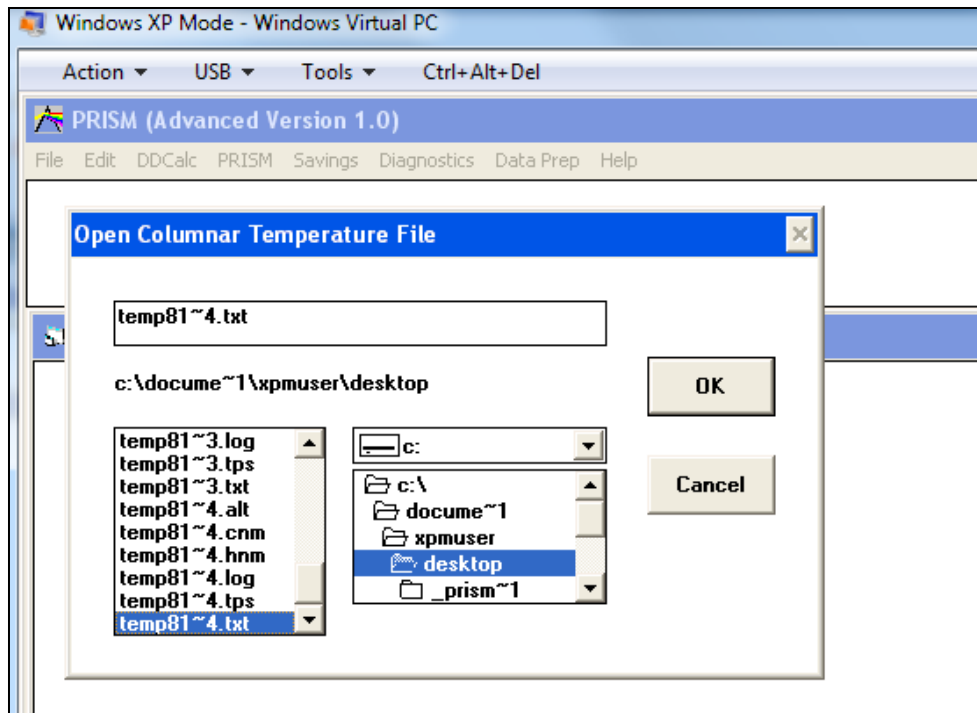 Windows XP Mode - Windows Virtual PC
Action USB Tools Ctrl+Alt+Del
PRISM (Advanced Version 1.0)
File Edit DDCalc PRISM Savings Diagnostics Data Prep Help
Open Columnar Temperature File
temp81~4.txt
c:\docume~1\xpmuser\desktop
OK
temp81~3.log
temp81~3.tps
temp81~3.txt
temp81~4.alt
temp81~4.cnm
temp81~4.hnm
temp81~4.log
temp81~4.tps
temp81~4.txt
c:
c:\
docume~1
xpmuser
desktop
_prism~1
Cancel